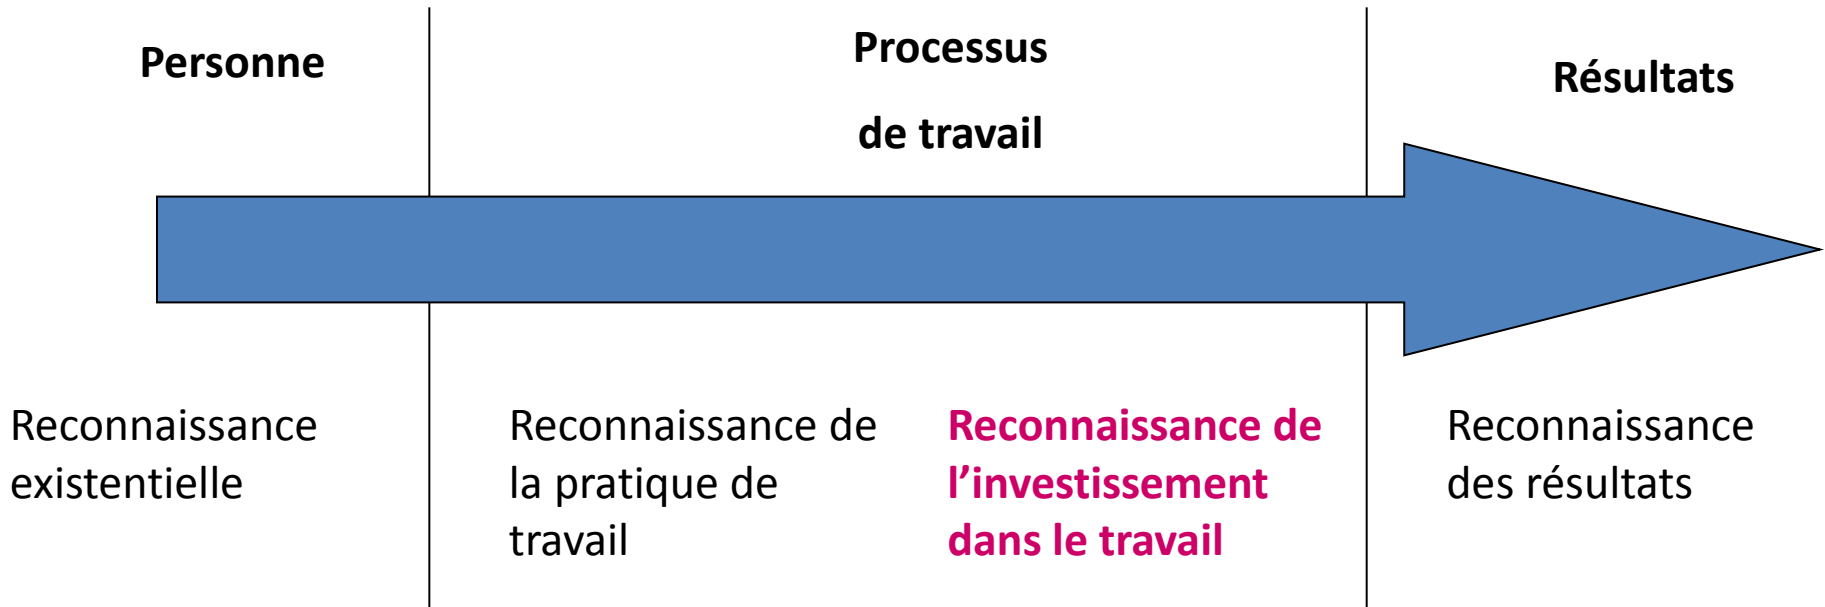 Personne
Processus
de travail
Résultats
Reconnaissance
existentielle
Reconnaissance de
la pratique de
travail
Reconnaissance de
l’investissement
dans le travail
Reconnaissance
des résultats